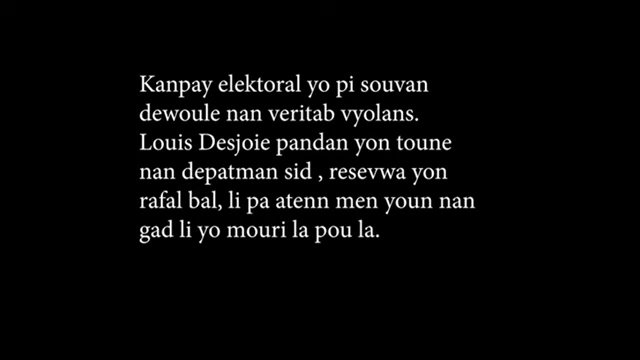 Kanpay elektoral yo pi souvan
dewoule nan veritab vyolans.
Louis Desjoie pandan yon toune
nan depatman sid , resevwa yon
rafal bal, li pa atenn men youn nan
gad li yo mouri la pou la.